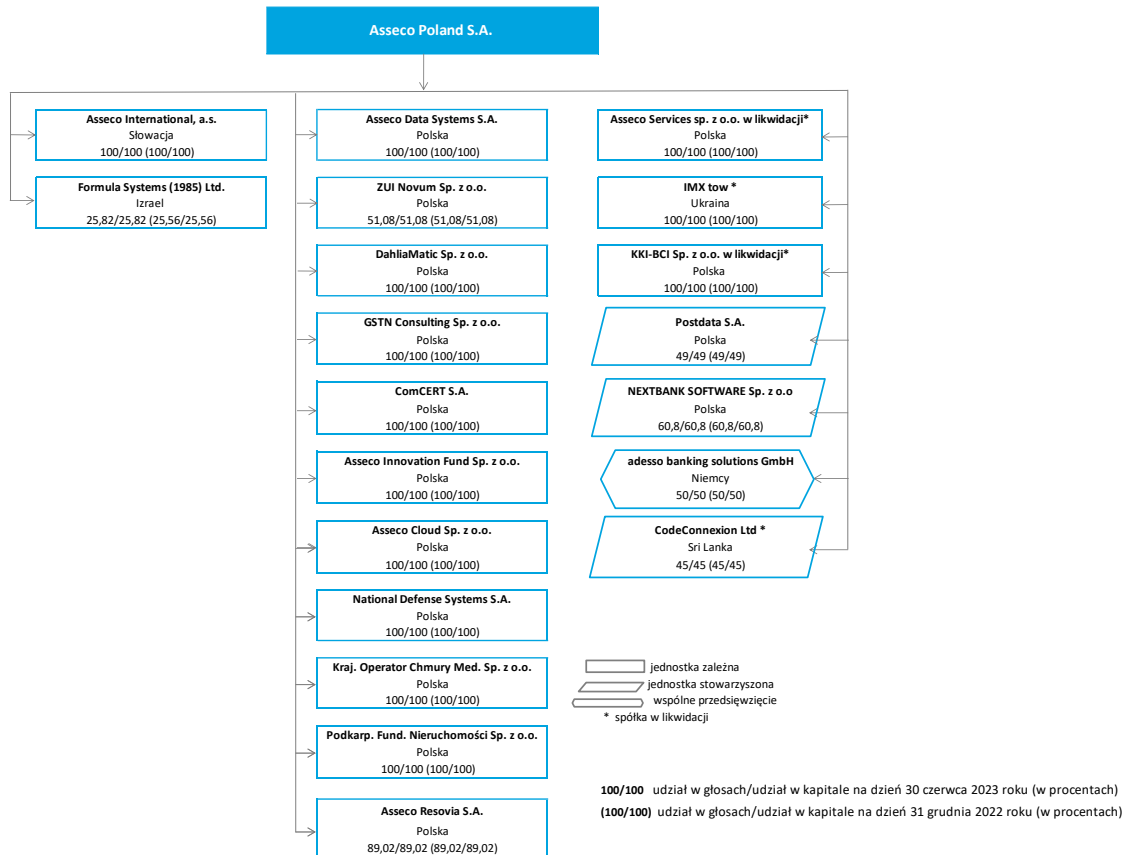 Asseco Poland S.A.
Asseco International, a.s.
Słowacja
100/100 (100/100)
Formula Systems (1985) Ltd.
Izrael
25,82/25,82 (25,56/25,56)
Asseco Data Systems S.A.
Polska
100/100 (100/100)
ZUI Novum Sp. z o.o.
Polska
51,08/51,08 (51,08/51,08)
DahliaMatic Sp. z o.o.
Polska
100/100 (100/100)
GSTN Consulting Sp. z o.o.
Polska
100/100 (100/100)
ComCERT S.A.
Polska
100/100 (100/100)
Asseco Innovation Fund Sp. z o.o.
Polska
100/100 (100/100)
Asseco Cloud Sp. z o.o.
Polska
100/100 (100/100)
National Defense Systems S.A.
Polska
100/100 (100/100)
Kraj. Operator Chmury Med. Sp. z o.o.
Polska
100/100 (100/100)
Podkarp. Fund. Nieruchomości Sp. z o.o.
Polska
100/100 (100/100)
Asseco Resovia S.A.
Polska
89,02/89,02 (89,02/89,02)
Asseco Services sp. z o.o. w likwidacji*
Polska
100/100 (100/100)
IMX tow *
Ukraina
100/100 (100/100)
KKI-BCI Sp. z o.o. w likwidacji*
Polska
100/100 (100/100)
Postdata S.A.
Polska
49/49 (49/49)
NEXTBANK SOFTWARE Sp. z o.o
Polska
60,8/60,8 (60,8/60,8)
adesso banking solutions GmbH
Niemcy
50/50 (50/50)
CodeConnexion Ltd *
Sri Lanka
45/45 (45/45)
jednostka zależna
jednostka stowarzyszona
wspólne przedsięwzięcie
* spółka w likwidacji
100/100 udział w głosach/udział w kapitale na dzień 30 czerwca 2023 roku (w procentach)
(100/100) udział w głosach/udział w kapitale na dzień 31 grudnia 2022 roku (w procentach)